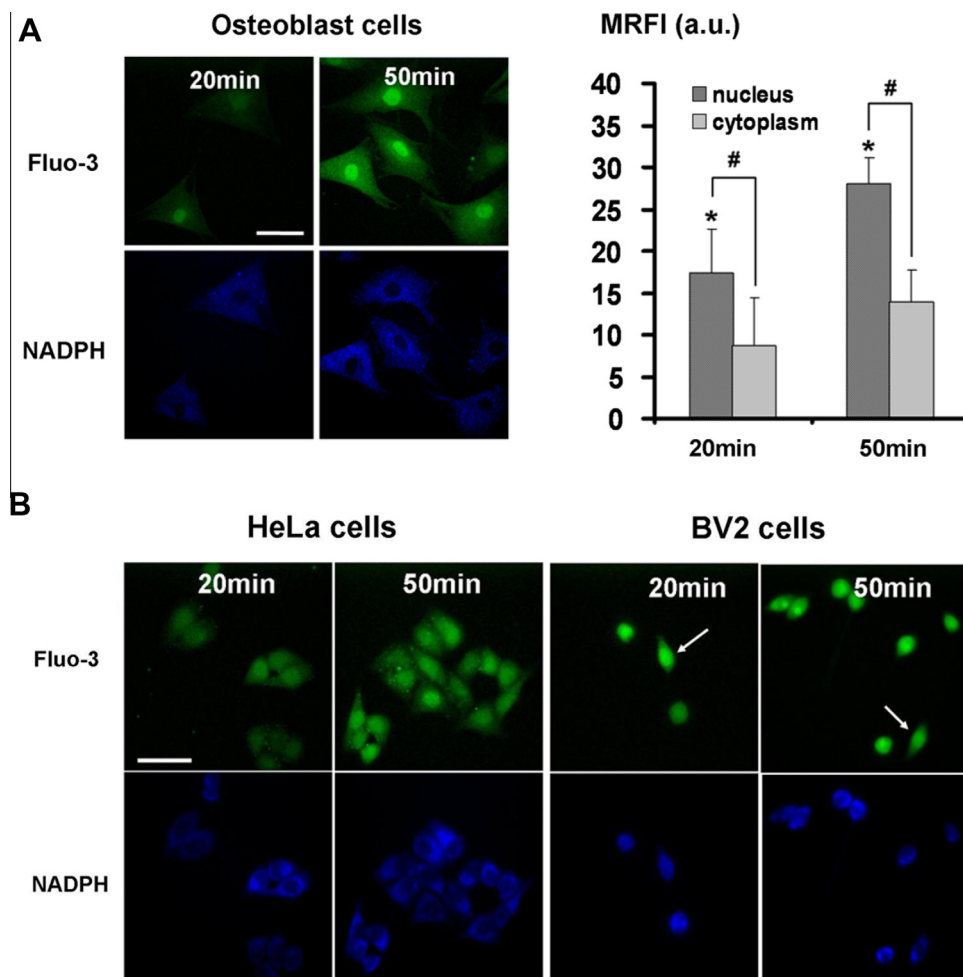 A
Osteoblast cells
20min
50min
Fluo-3
NADPH
MRFI (a.u.)
40
35
30
25
20
15
10
5
0
nucleus
cytoplasm
*
#
*
#
20min
50min
B
HeLa cells
BV2 cells
20min
50min
20min
50min
Fluo-3
NADPH